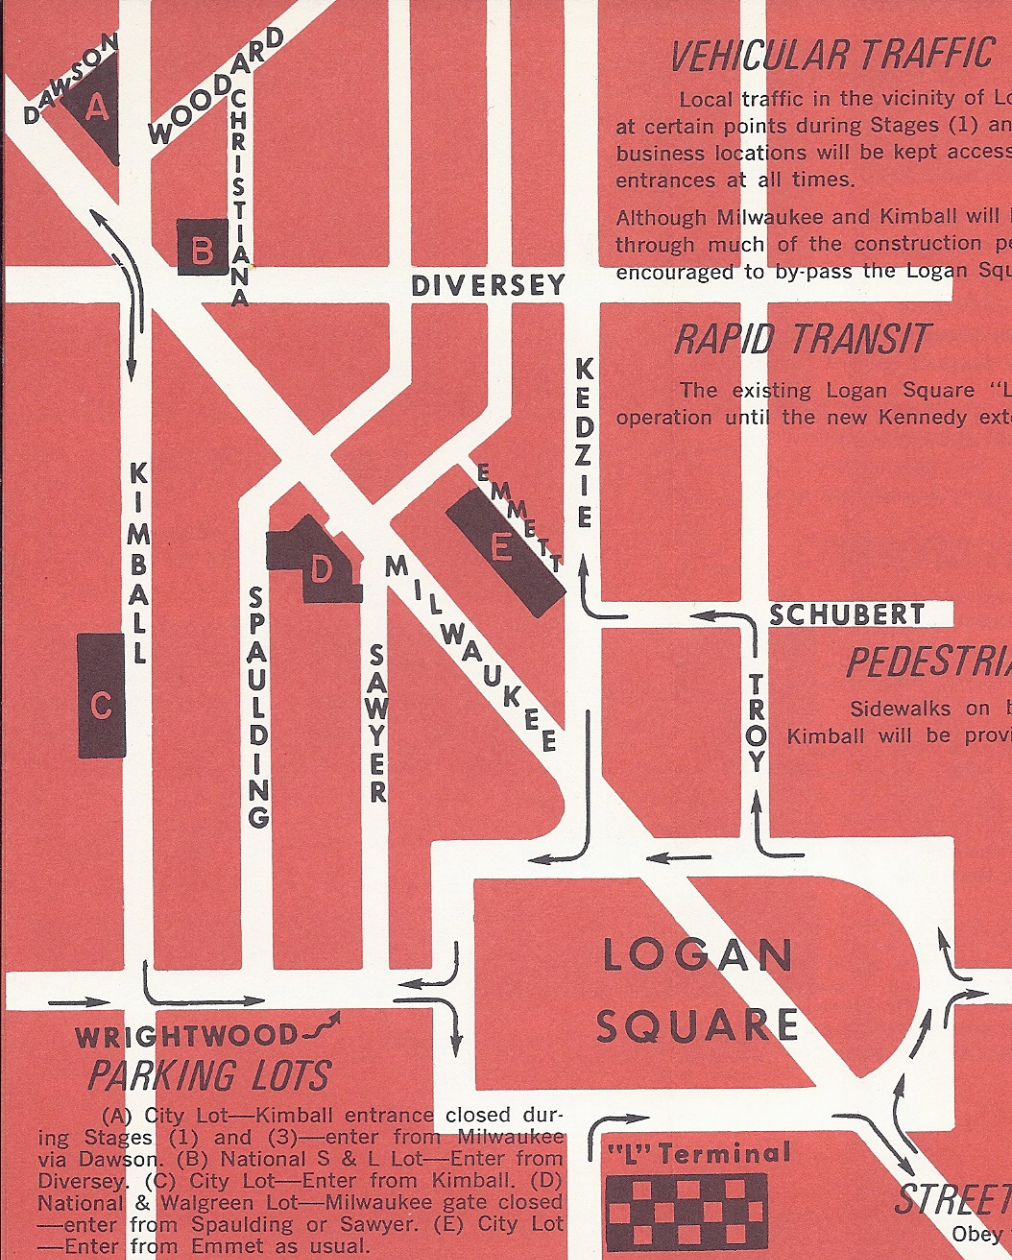 DAWSON
A
WOODARD
CHRISTIANA
B
DIVERSEY
VEHICULAR TRAFFIC
Local traffic in the vicinity of Lo
at certain points during Stages (1) an
business locations will be kept access
entrances at all times.
Although Milwaukee and Kimball will
through much of the construction pe
encouraged to by-pass the Logan Squ
RAPID TRANSIT
The existing Logan Square "L
operation until the new Kennedy exte
KEDZIE
KIMBALL
EMMETT
E
D
MILWAUKEE
SPAULDING
SAWYER
C
SCHUBERT
TROY
PEDESTRIA
Sidewalks on b
Kimball will be provi
LOGAN
SQUARE
WRIGHTWOOD
PARKING LOTS
(A) City Lot—Kimball entrance closed dur-
ing Stages (1) and (3)—enter from Milwaukee
via Dawson. (B) National S & L Lot—Enter from
Diversey. (C) City Lot—Enter from Kimball. (D)
National & Walgreen Lot—Milwaukee gate closed
—enter from Spaulding or Sawyer. (E) City Lot
—Enter from Emmet as usual.
"L" Terminal
STREET
Obey